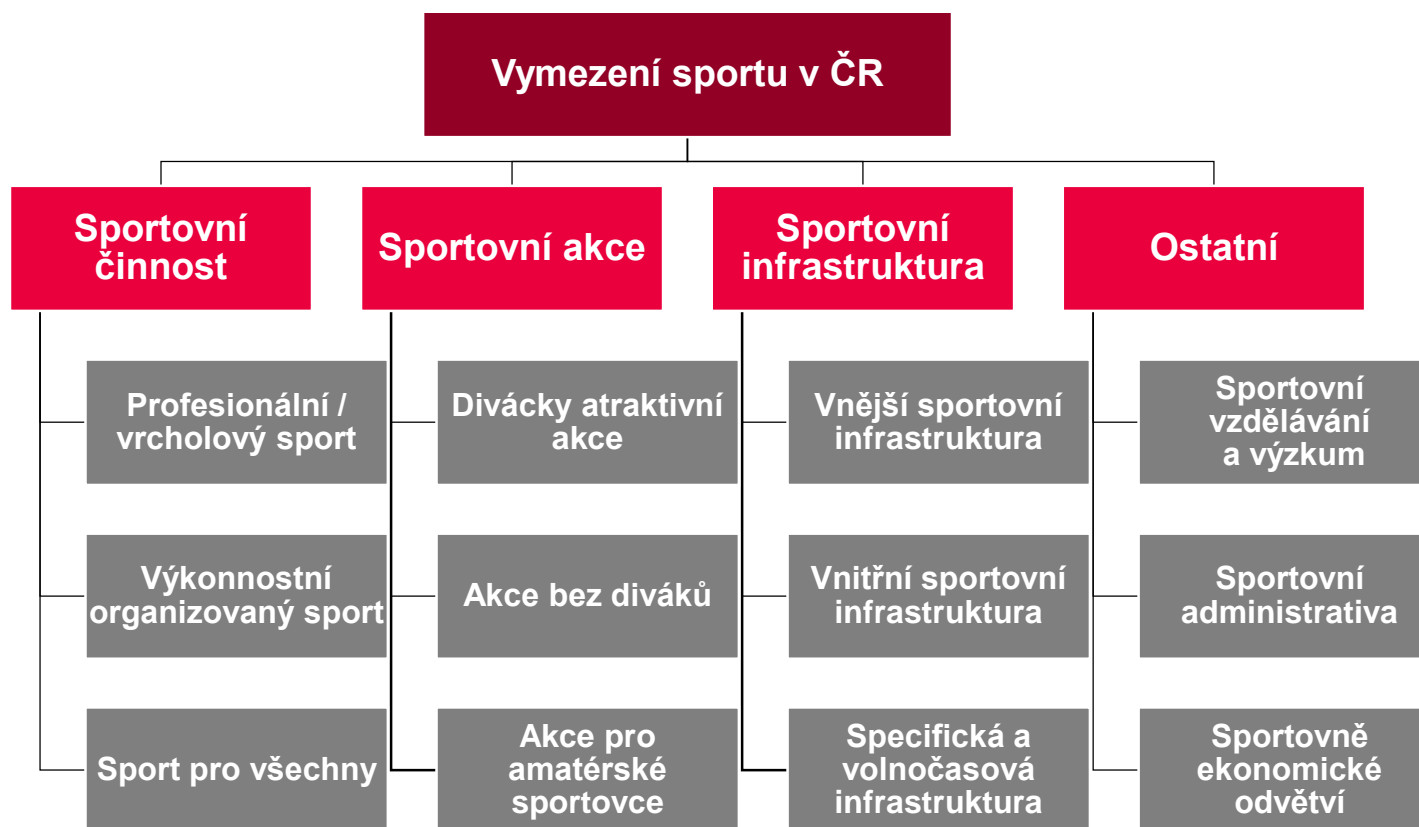 Vymezení sportu v ČR
Sportovní
činnost
Sportovní akce
Sportovní
infrastruktura
Ostatní
Profesionální /
vrcholový sport
Divácky atraktivní
akce
Vnější sportovní
infrastruktura
Sportovní
vzdělávání
a výzkum
Výkonnostní
organizovaný sport
Akce bez diváků
Vnitřní sportovní
infrastruktura
Sportovní
administrativa
Sport pro všechny
Akce pro
amatérské
sportovce
Specifická a
volnočasová
infrastruktura
Sportovně
ekonomické
odvětví